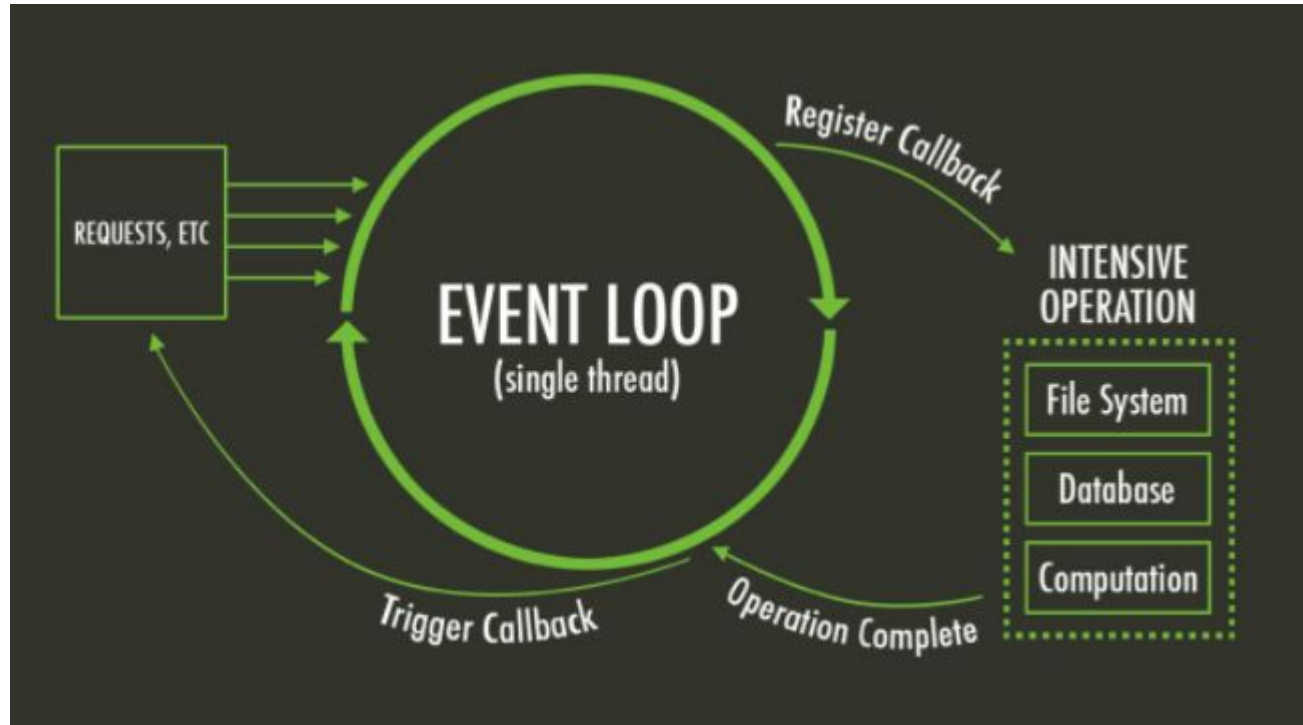 REQUESTS, ETC
EVENT LOOP
(single thread)
Register Callback
INTENSIVE
OPERATION
File System
Database
Computation
Operation Complete
Trigger Callback